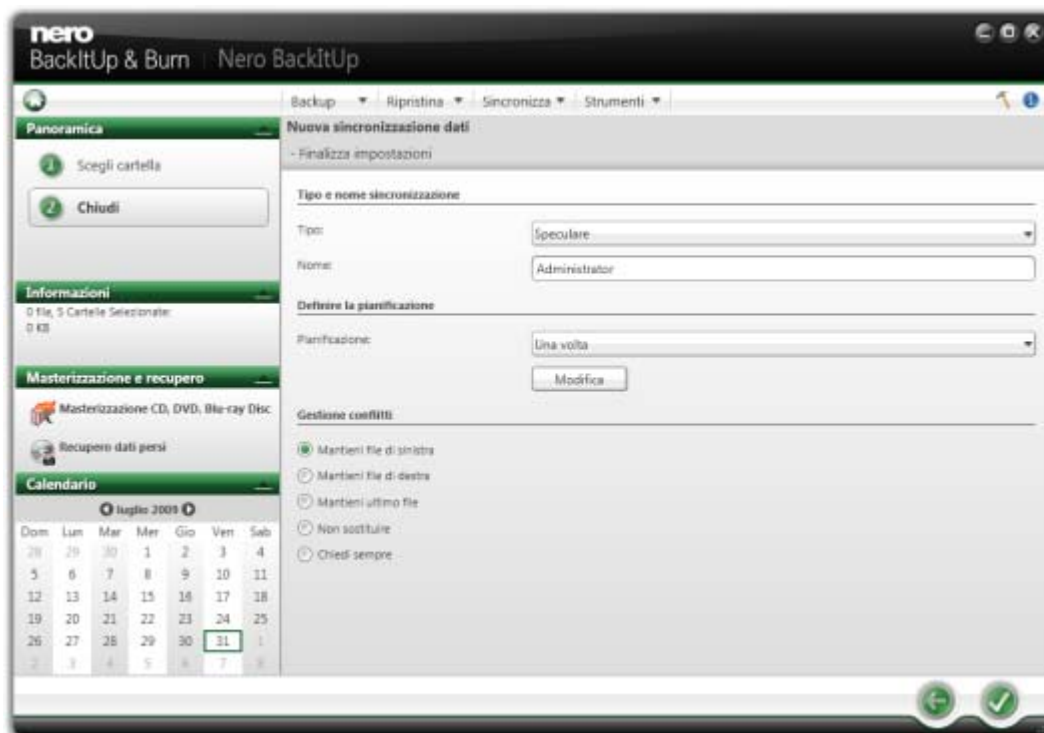 nero
BackItUp & Burn | Nero BackItUp
Backup Ripristina Sincronizza Strumenti
Panoramica
1 Scegli cartella
2 Chiudi
Informazioni
0 file, 5 Cartelle Selezionate:
0 KB
Masterizzazione e recupero
Masterizzazione CD, DVD, Blu-ray Disc
Recupero dati persi
Calendario
luglio 2009
Dom Lun Mar Mer Gio Ven Sab
28 29 30 1 2 3 4
5 6 7 8 9 10 11
12 13 14 15 16 17 18
19 20 21 22 23 24 25
26 27 28 29 30 31 1
2 3 4 5 6 7 8
Nuova sincronizzazione dati
- Finalizza impostazioni
Tipo e nome sincronizzazione
Tipo: Speculare
Nome: Administrator
Definire la pianificazione
Pianificazione: Una volta
Modifica
Gestione conflitti
Mantieni file di sinistra
Mantieni file di destra
Mantieni ultimo file
Non sostituire
Chiedi sempre